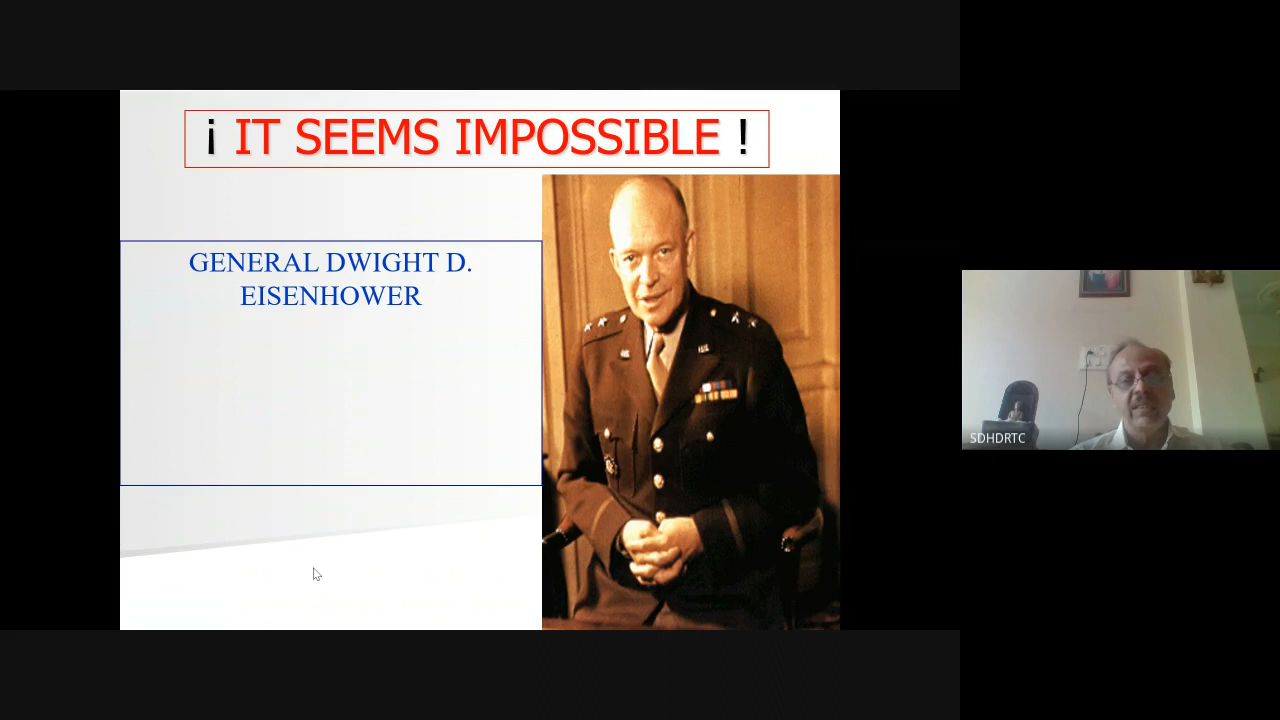 ¡ IT SEEMS IMPOSSIBLE !
GENERAL DWIGHT D.
EISENHOWER
SDHDRTC